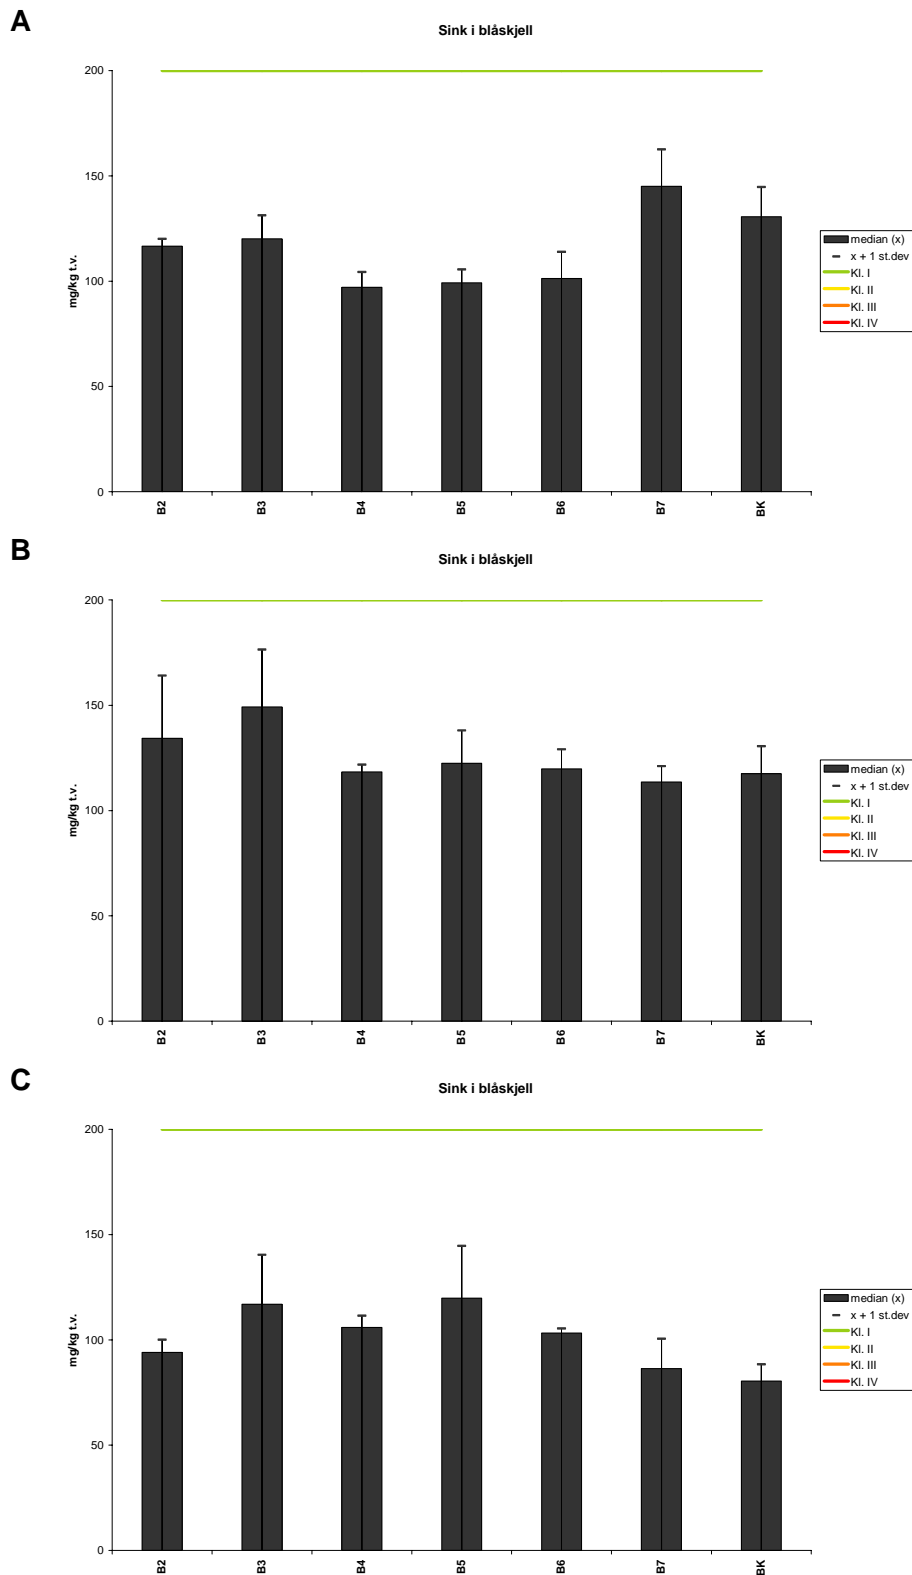 A
Sink i blåskjell
mg/kg t.v.
200
150
100
50
0
B2
B3
B4
B5
B6
B7
BK
median (x)
x + 1 st.dev
Kl. I
Kl. II
Kl. III
Kl. IV
B
Sink i blåskjell
mg/kg t.v.
200
150
100
50
0
B2
B3
B4
B5
B6
B7
BK
median (x)
x + 1 st.dev
Kl. I
Kl. II
Kl. III
Kl. IV
C
Sink i blåskjell
mg/kg t.v.
200
150
100
50
0
B2
B3
B4
B5
B6
B7
BK
median (x)
x + 1 st.dev
Kl. I
Kl. II
Kl. III
Kl. IV